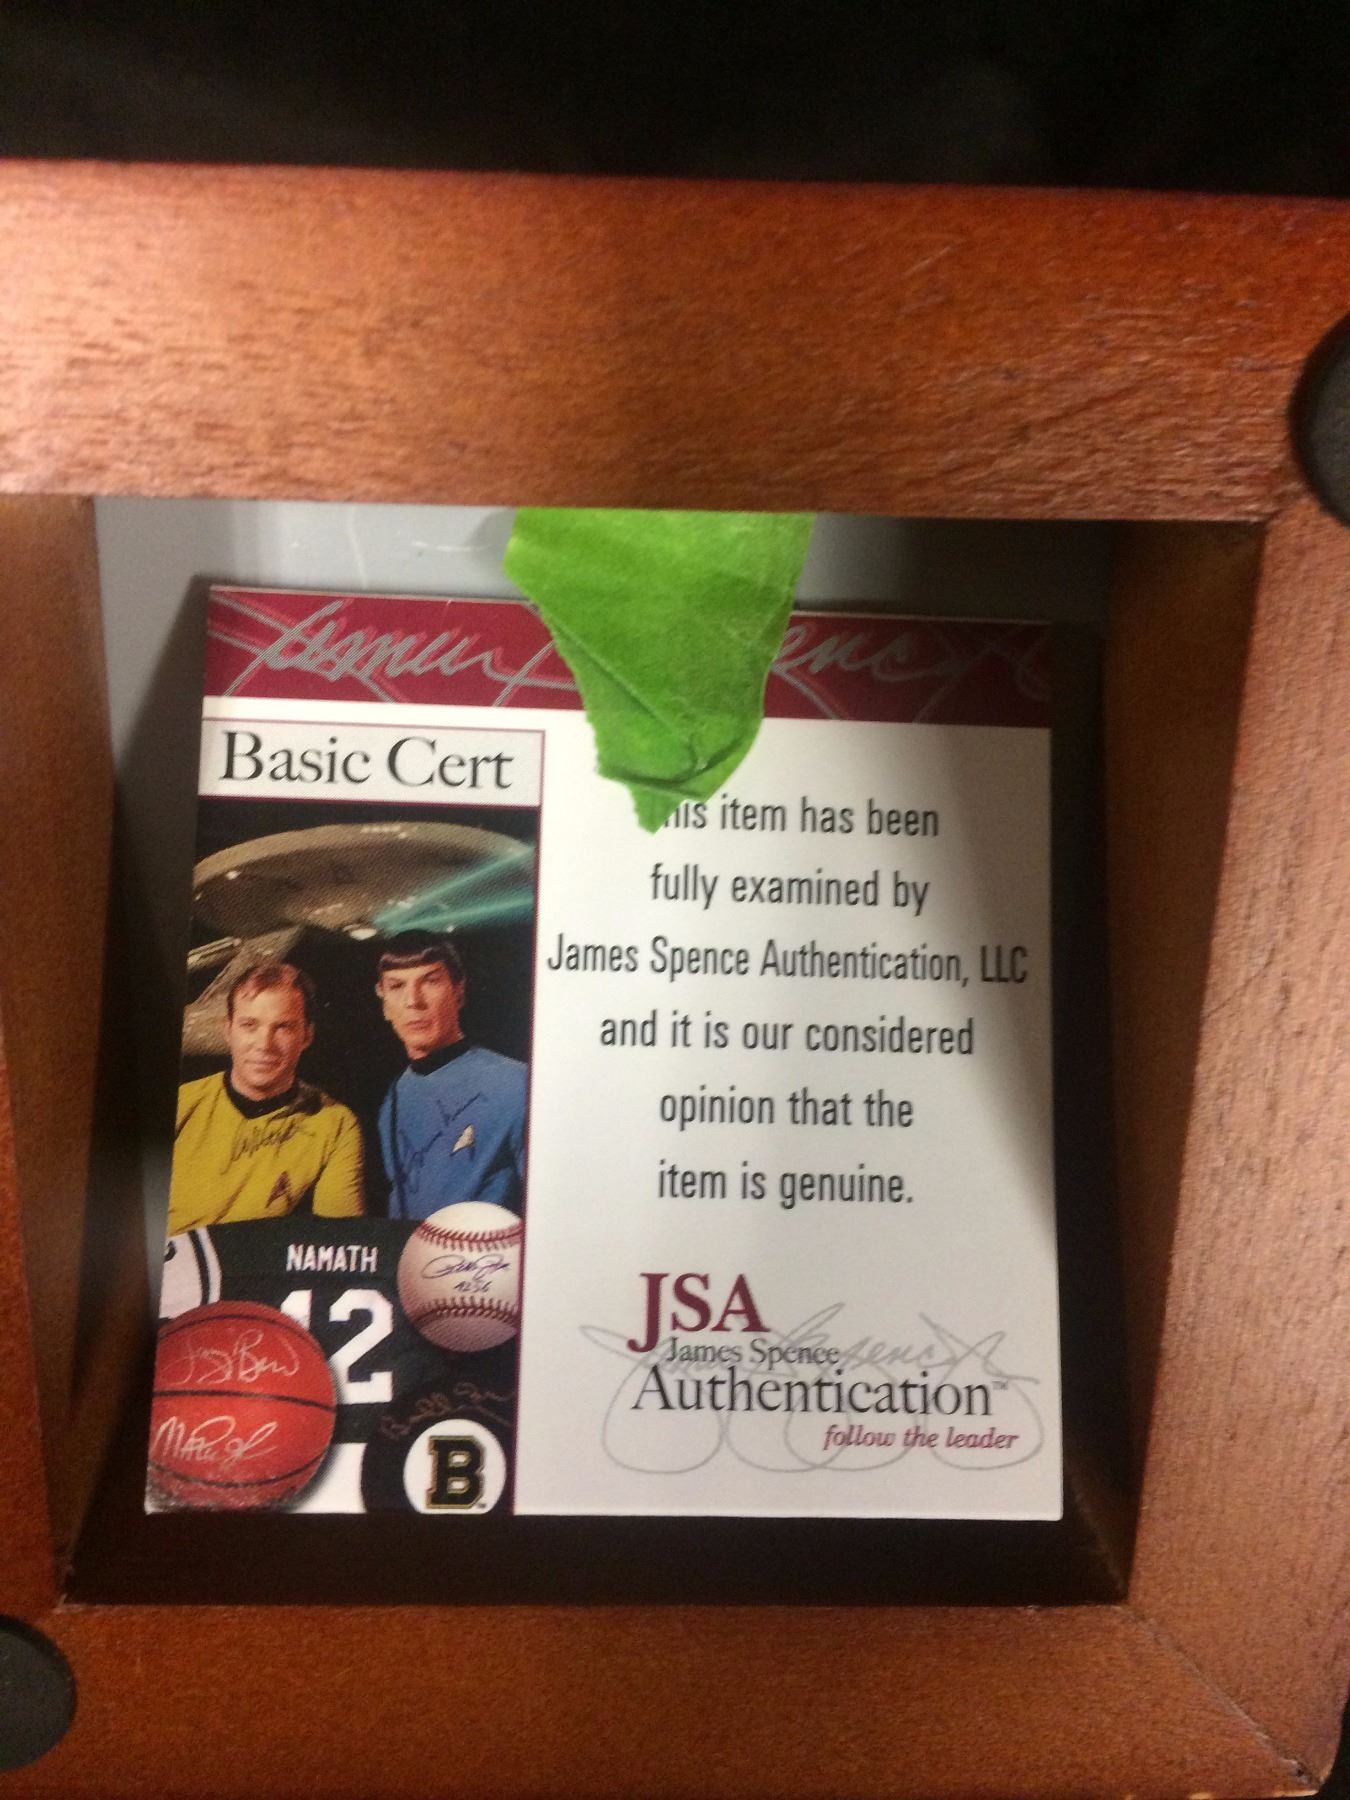 Basic Cert
his item has been
fully examined by
James Spence Authentication, LLC
and it is our considered
opinion that the
item is genuine.
NAMATH
12
B
JSA
James Spence
Authentication™
follow the leader